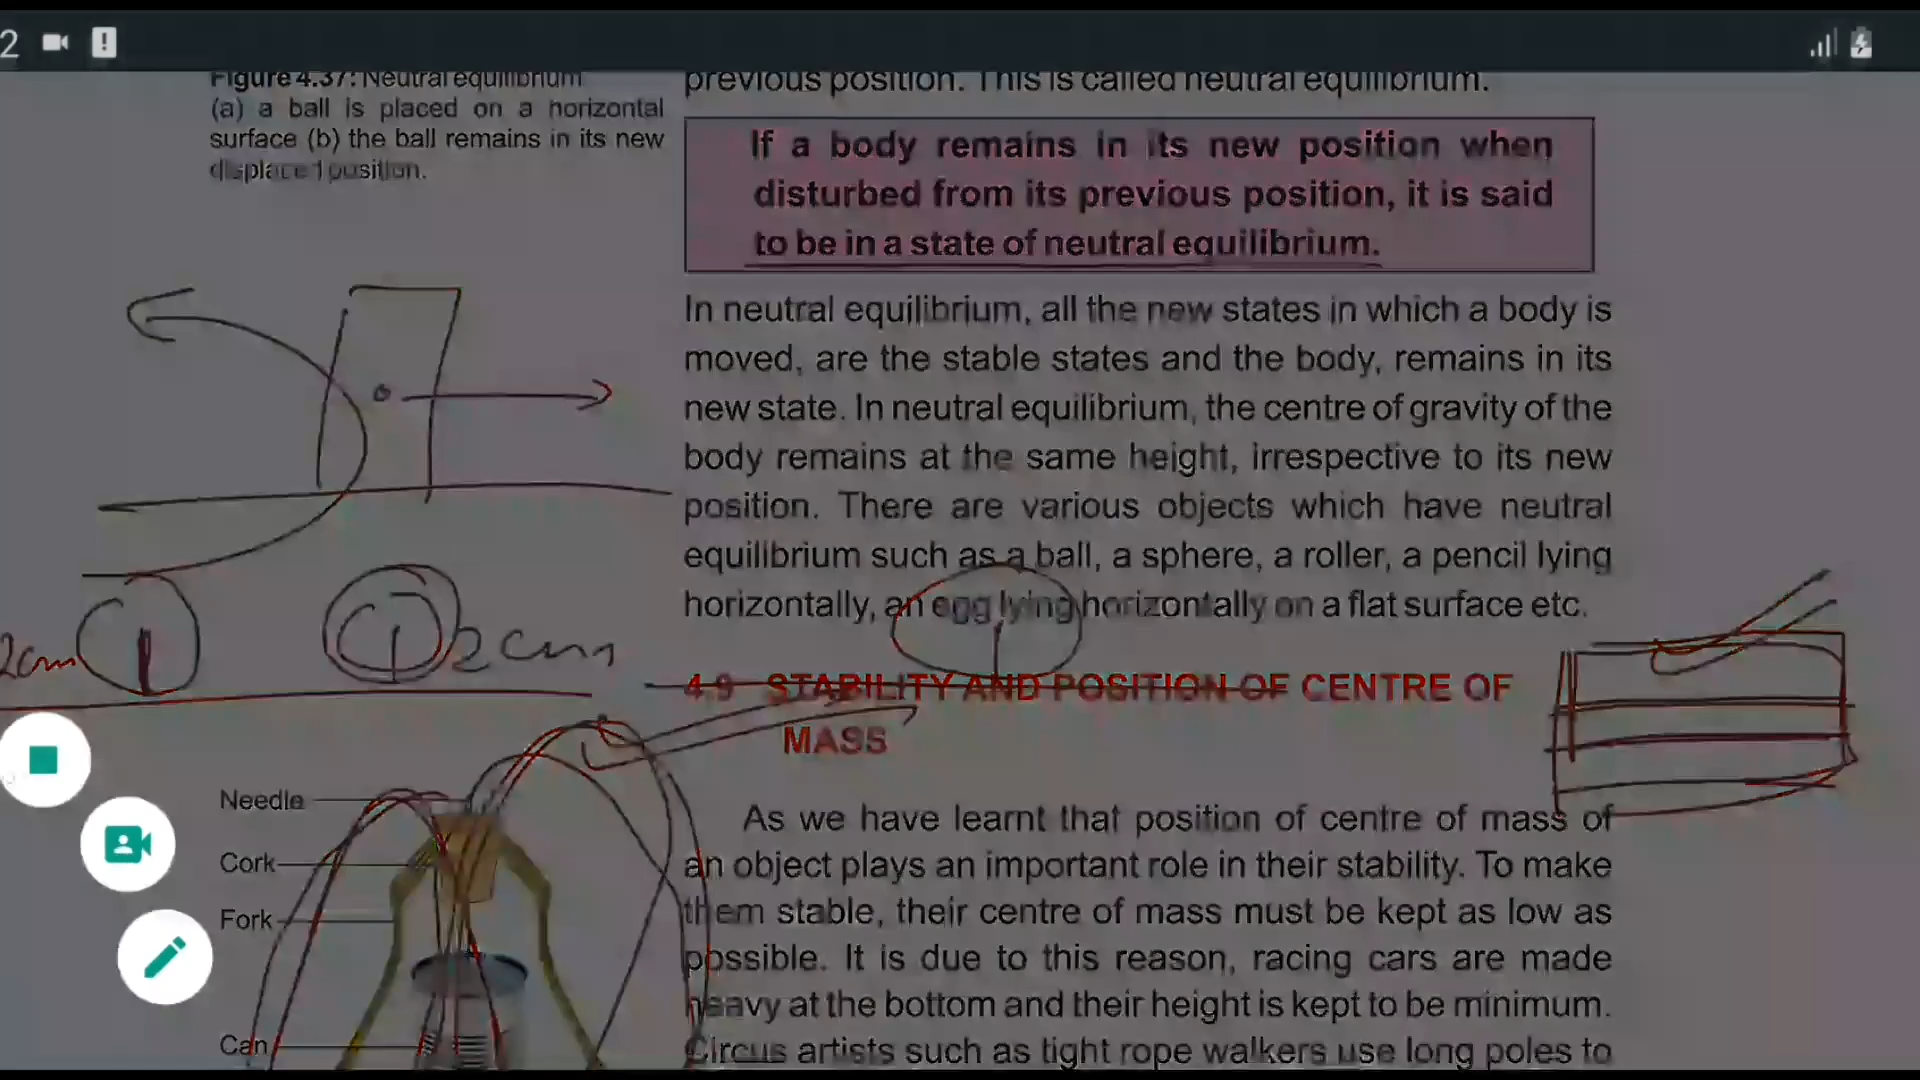 2
Figure 4.37: Neutral equilibrium
(a) a ball is placed on a horizontal
surface (b) the ball remains in its new
displaced position.
previous position. This is called neutral equilibrium.
If a body remains in its new position when
disturbed from its previous position, it is said
to be in a state of neutral equilibrium.
In neutral equilibrium, all the new states in which a body is
moved, are the stable states and the body, remains in its
new state. In neutral equilibrium, the centre of gravity of the
body remains at the same height, irrespective to its new
position. There are various objects which have neutral
equilibrium such as a ball, a sphere, a roller, a pencil lying
horizontally, an egg lying horizontally on a flat surface etc.
2cm
2cm
4.9 STABILITY AND POSITION OF CENTRE OF
MASS
Needle
Cork
Fork
Can
As we have learnt that position of centre of mass of
an object plays an important role in their stability. To make
them stable, their centre of mass must be kept as low as
possible. It is due to this reason, racing cars are made
heavy at the bottom and their height is kept to be minimum.
Circus artists such as tight rope walkers use long poles to